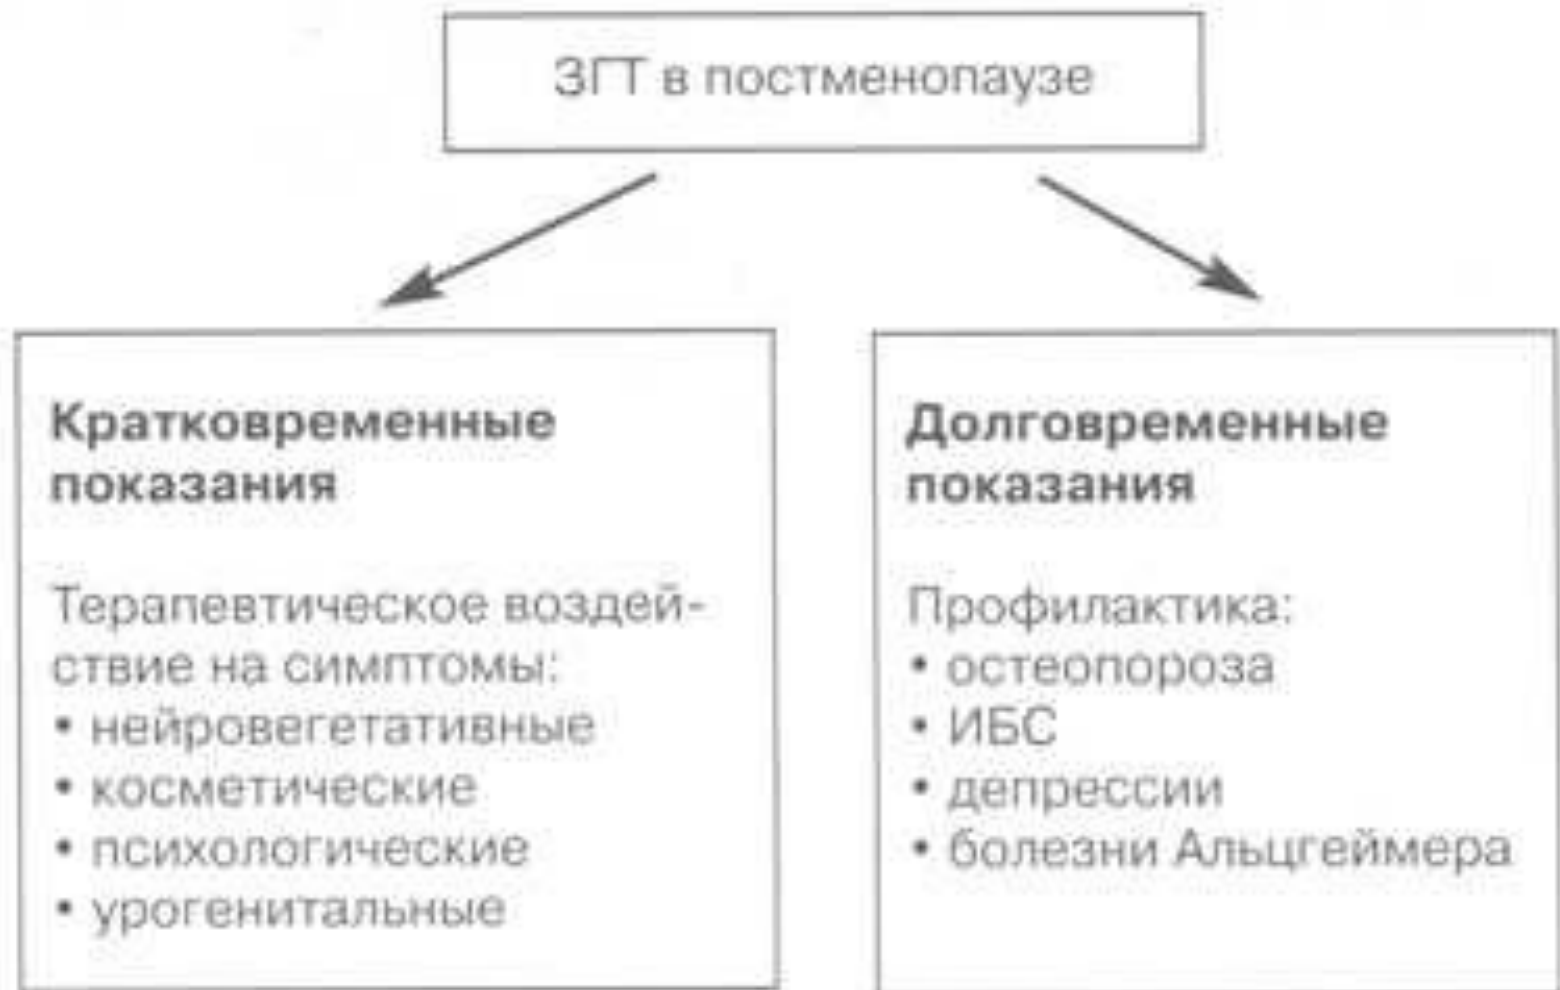 ЗГТ в постменопаузе
Кратковременные
показания
Терапевтическое воздей-
ствие на симптомы:
• нейровегетативные
• косметические
• психологические
• урогенитальные
Долговременные
показания
Профилактика:
• остеопороза
• ИБС
• депрессии
• болезни Альцгеймера